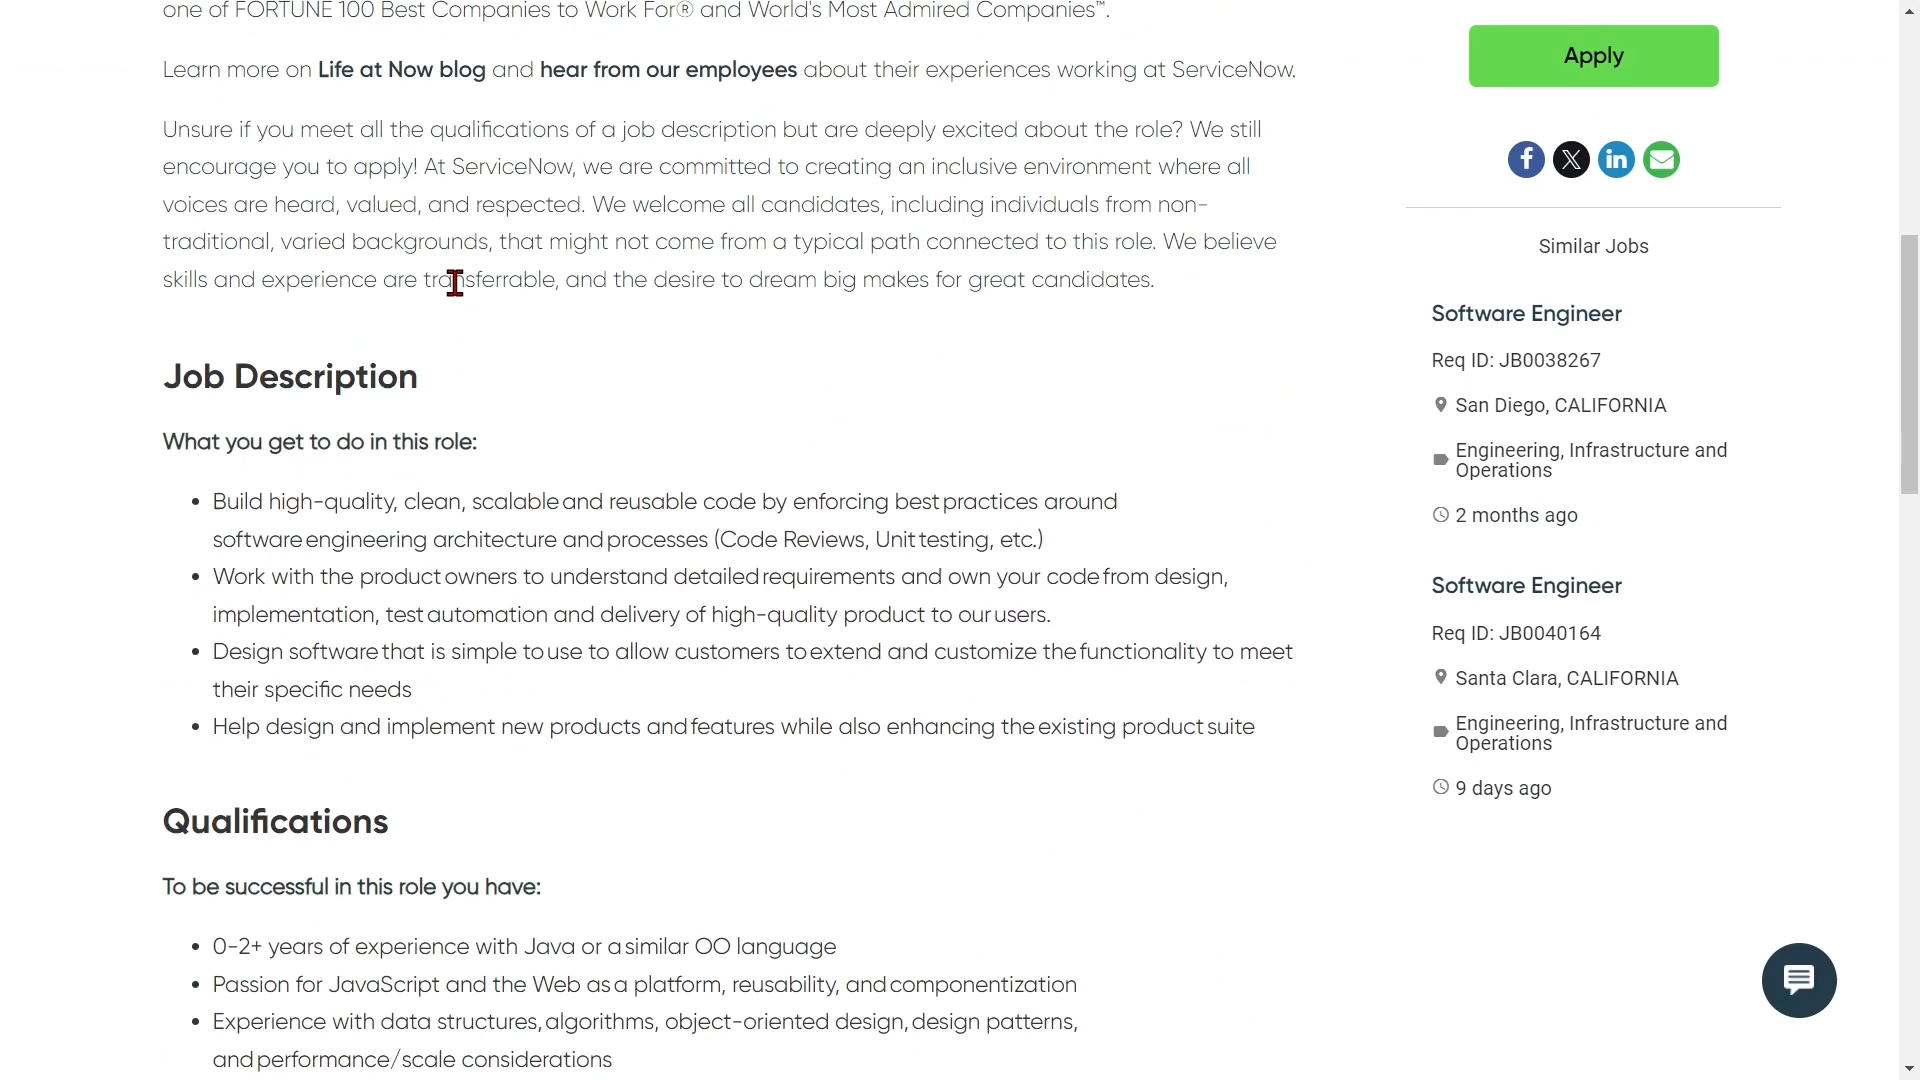 one of FORTUNE 100 Best Companies to Work For® and World's Most Admired Companies™.
Learn more on Life at Now blog and hear from our employees about their experiences working at ServiceNow.
Unsure if you meet all the qualifications of a job description but are deeply excited about the role? We still
encourage you to apply! At ServiceNow, we are committed to creating an inclusive environment where all
voices are heard, valued, and respected. We welcome all candidates, including individuals from non-
traditional, varied backgrounds, that might not come from a typical path connected to this role. We believe
skills and experience are transferrable, and the desire to dream big makes for great candidates.
Job Description
What you get to do in this role:
• Build high-quality, clean, scalable and reusable code by enforcing best practices around
software engineering architecture and processes (Code Reviews, Unit testing, etc.)
• Work with the product owners to understand detailed requirements and own your code from design,
implementation, test automation and delivery of high-quality product to our users.
• Design software that is simple to use to allow customers to extend and customize the functionality to meet
their specific needs
• Help design and implement new products and features while also enhancing the existing product suite
Qualifications
To be successful in this role you have:
• 0-2+ years of experience with Java or a similar OO language
• Passion for JavaScript and the Web as a platform, reusability, and componentization
• Experience with data structures, algorithms, object-oriented design, design patterns,
and performance/scale considerations
Apply
Similar Jobs
Software Engineer
Req ID: JB0038267
San Diego, CALIFORNIA
Engineering, Infrastructure and
Operations
2 months ago
Software Engineer
Req ID: JB0040164
Santa Clara, CALIFORNIA
Engineering, Infrastructure and
Operations
9 days ago